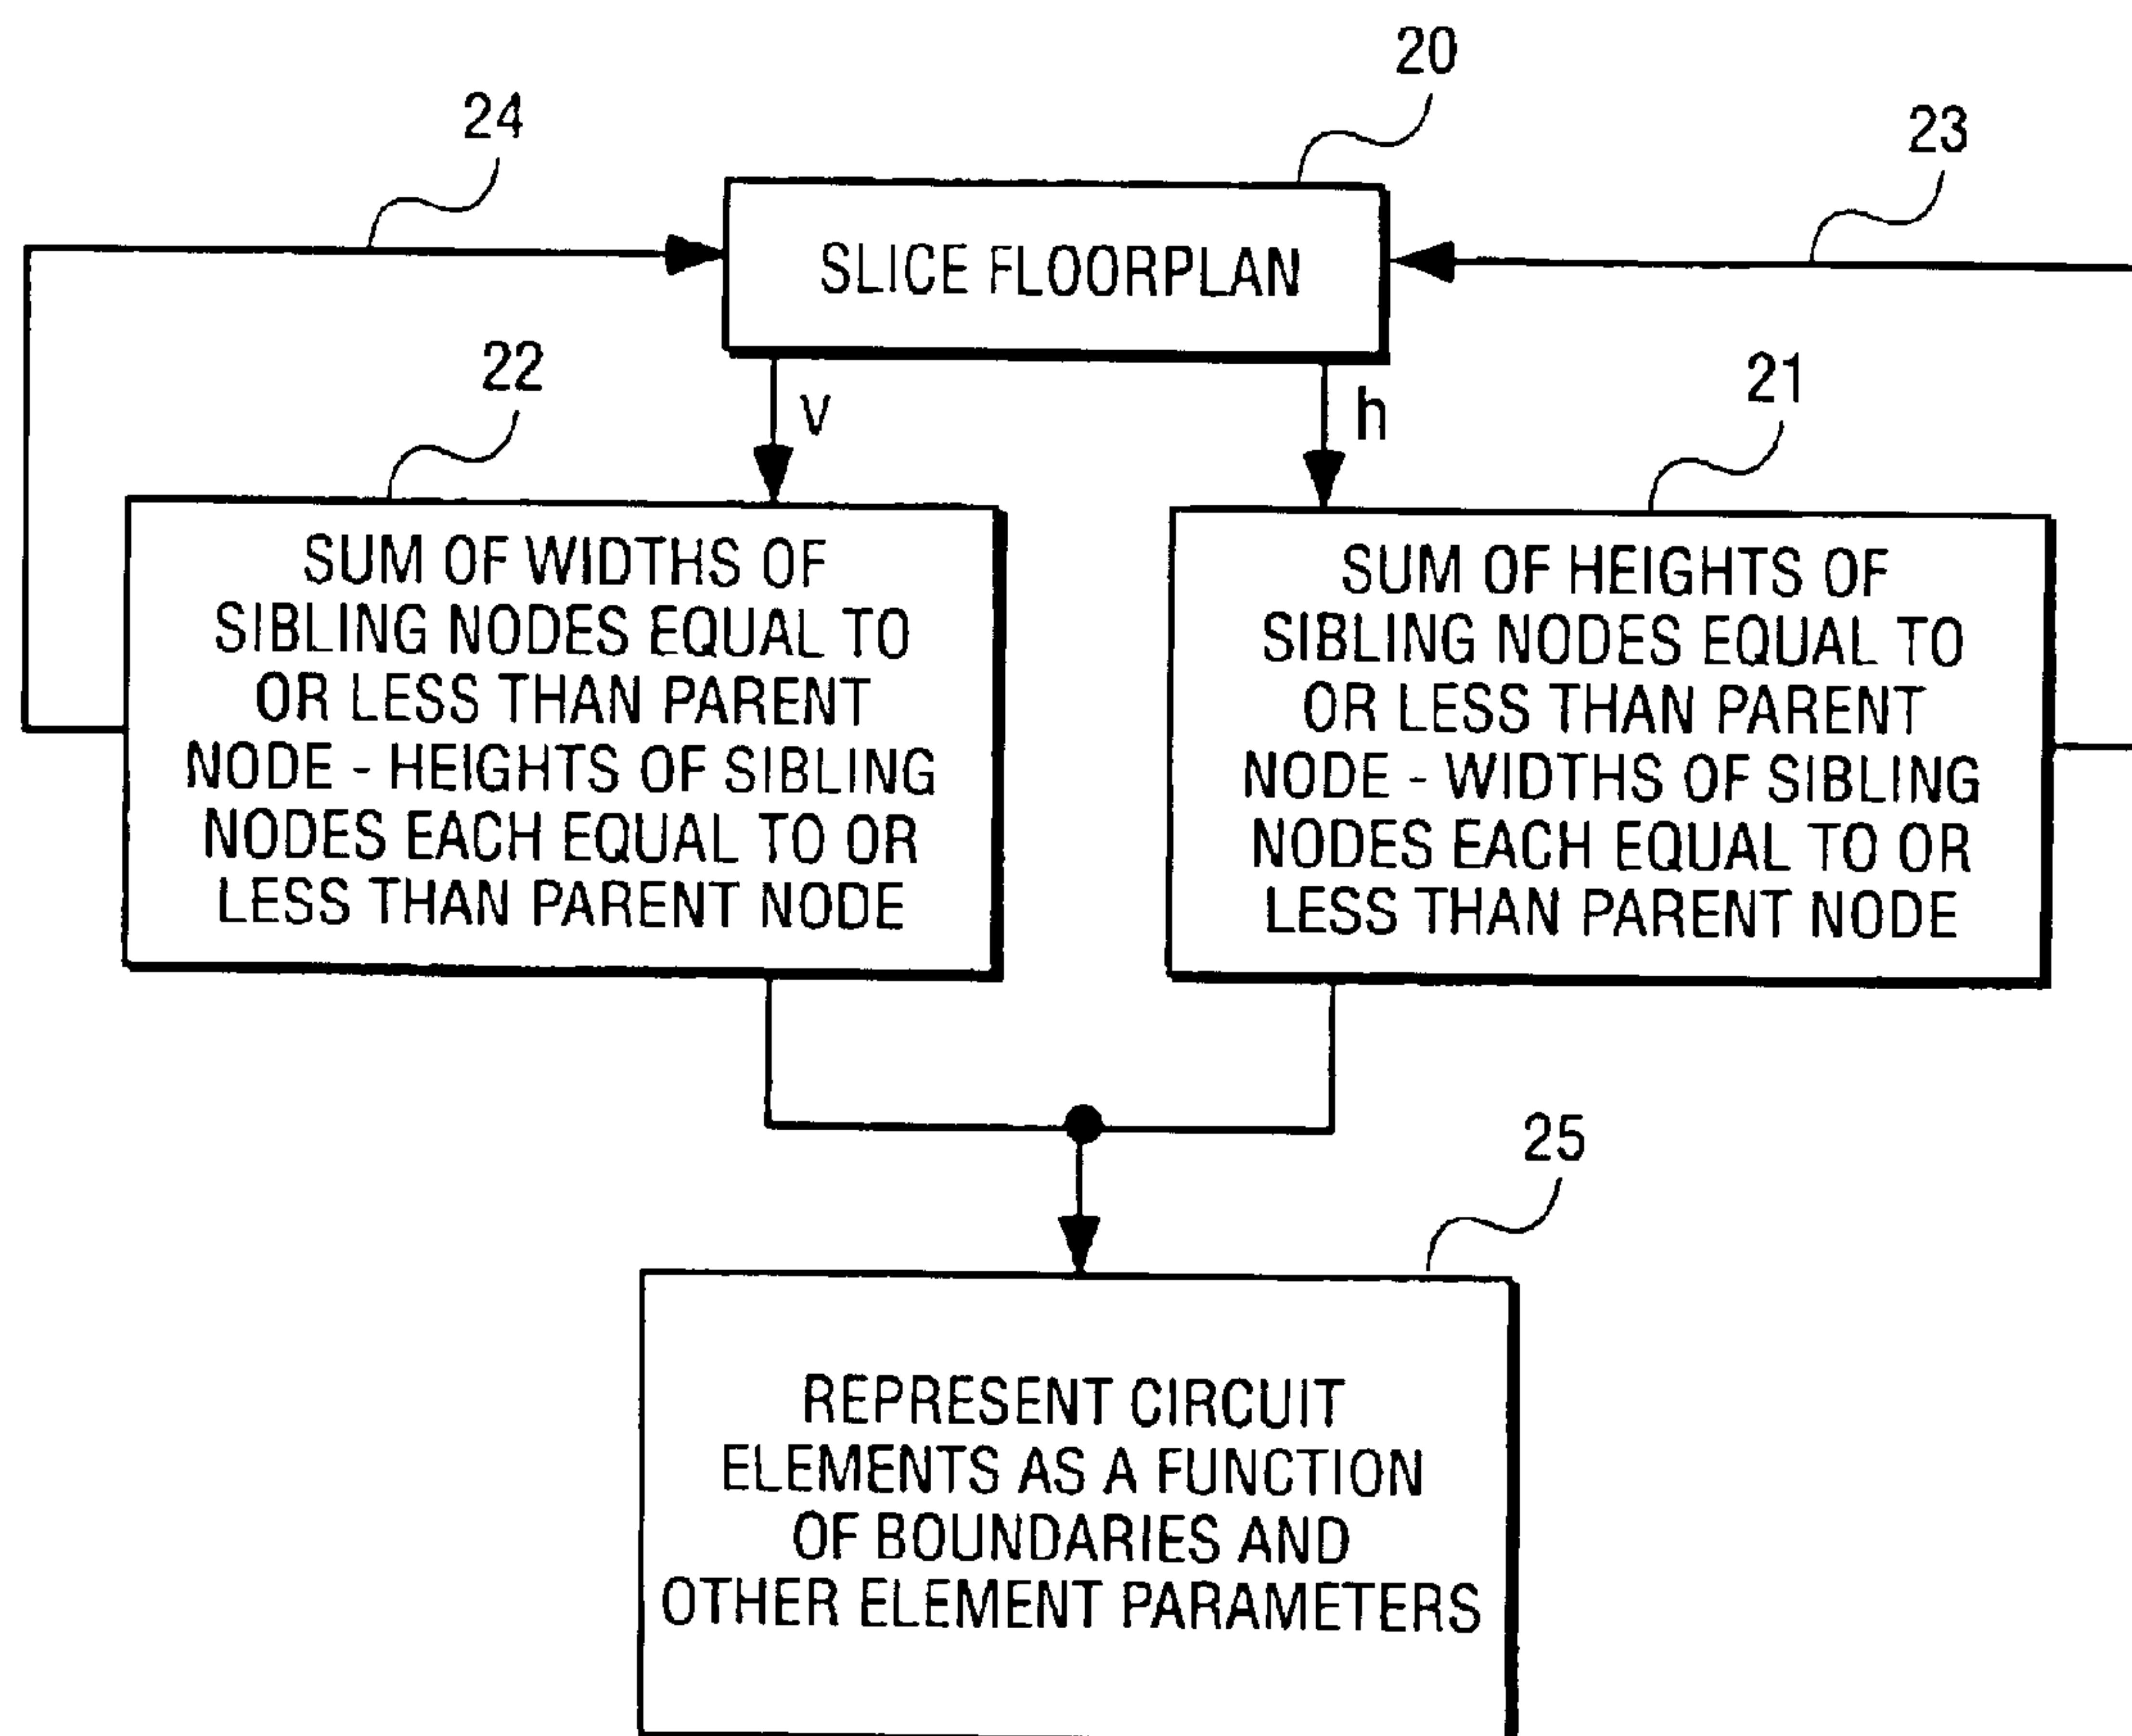 20
24
23
SLICE FLOORPLAN
22
v
h
21
SUM OF WIDTHS OF
SIBLING NODES EQUAL TO
OR LESS THAN PARENT
NODE - HEIGHTS OF SIBLING
NODES EACH EQUAL TO OR
LESS THAN PARENT NODE
SUM OF HEIGHTS OF
SIBLING NODES EQUAL TO
OR LESS THAN PARENT
NODE - WIDTHS OF SIBLING
NODES EACH EQUAL TO OR
LESS THAN PARENT NODE
25
REPRESENT CIRCUIT
ELEMENTS AS A FUNCTION
OF BOUNDARIES AND
OTHER ELEMENT PARAMETERS